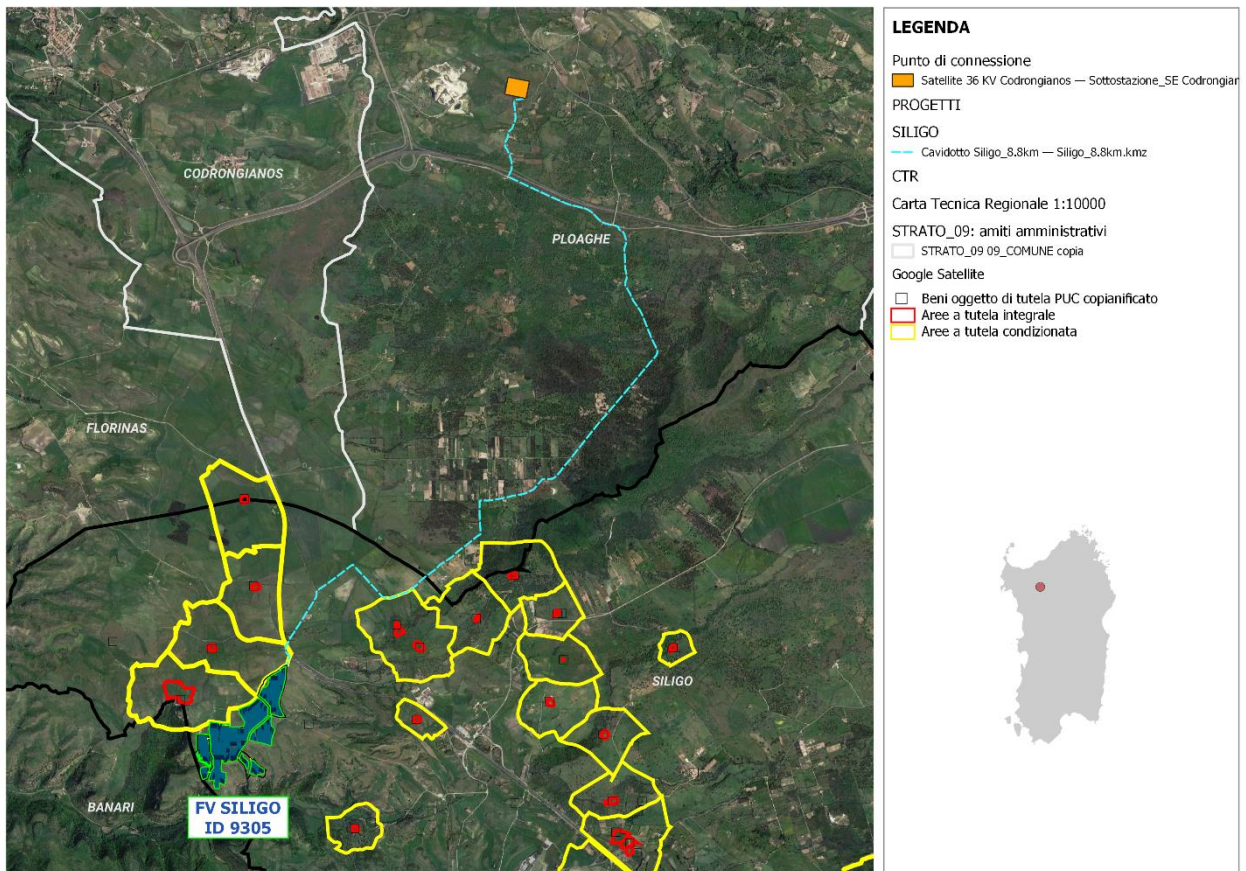 CODRONGIANOS
PLOAGHE
FLORINAS
SILIGO
BANARI
FV SILIGO
ID 9305
LEGENDA
Punto di connessione
Satellite 36 KV Codrongianos — Sottostazione_SE Codrongiar
PROGETTI
SILIGO
Cavidotto Siligo_8.8km — Siligo_8.8km.kmz
CTR
Carta Tecnica Regionale 1:10000
STRATO_09: amiti amministrativi
STRATO_09 09_COMUNE copia
Google Satellite
Beni oggetto di tutela PUC copianificato
Aree a tutela integrale
Aree a tutela condizionata